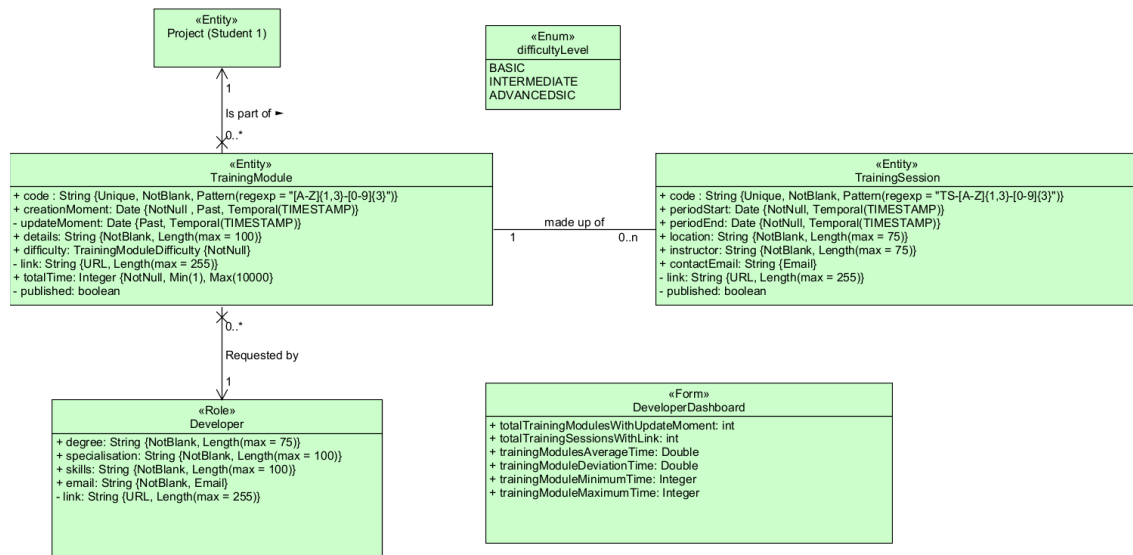 «Entity»
Project (Student 1)
«Enum»
difficultyLevel
BASIC
INTERMEDIATE
ADVANCEDSIC
1
Is part of ►
0..*
«Entity»
TrainingModule
+ code : String {Unique, NotBlank, Pattern(regexp = "[A-Z]{1,3}-[0-9]{3}")}
+ creationMoment: Date {NotNull , Past, Temporal(TIMESTAMP)}
- updateMoment: Date {Past, Temporal(TIMESTAMP)}
+ details: String {NotBlank, Length(max = 100)}
+ difficulty: TrainingModuleDifficulty {NotNull}
- link: String {URL, Length(max = 255)}
+ totalTime: Integer {NotNull, Min(1), Max(10000}
- published: boolean
made up of
1
0..n
«Entity»
TrainingSession
+ code : String {Unique, NotBlank, Pattern(regexp = "TS-[A-Z]{1,3}-[0-9]{3}")}
+ periodStart: Date {NotNull, Temporal(TIMESTAMP)}
+ periodEnd: Date {NotNull, Temporal(TIMESTAMP)}
+ location: String {NotBlank, Length(max = 75)}
+ instructor: String {NotBlank, Length(max = 75)}
+ contactEmail: String {Email}
- link: String {URL, Length(max = 255)}
- published: boolean
0..*
Requested by
1
«Role»
Developer
+ degree: String {NotBlank, Length(max = 75)}
+ specialisation: String {NotBlank, Length(max = 100)}
+ skills: String {NotBlank, Length(max = 100)}
+ email: String {NotBlank, Email}
- link: String {URL, Length(max = 255)}
«Form»
DeveloperDashboard
+ totalTrainingModulesWithUpdateMoment: int
+ totalTrainingSessionsWithLink: int
+ trainingModulesAverageTime: Double
+ trainingModuleDeviationTime: Double
+ trainingModuleMinimumTime: Integer
+ trainingModuleMaximumTime: Integer